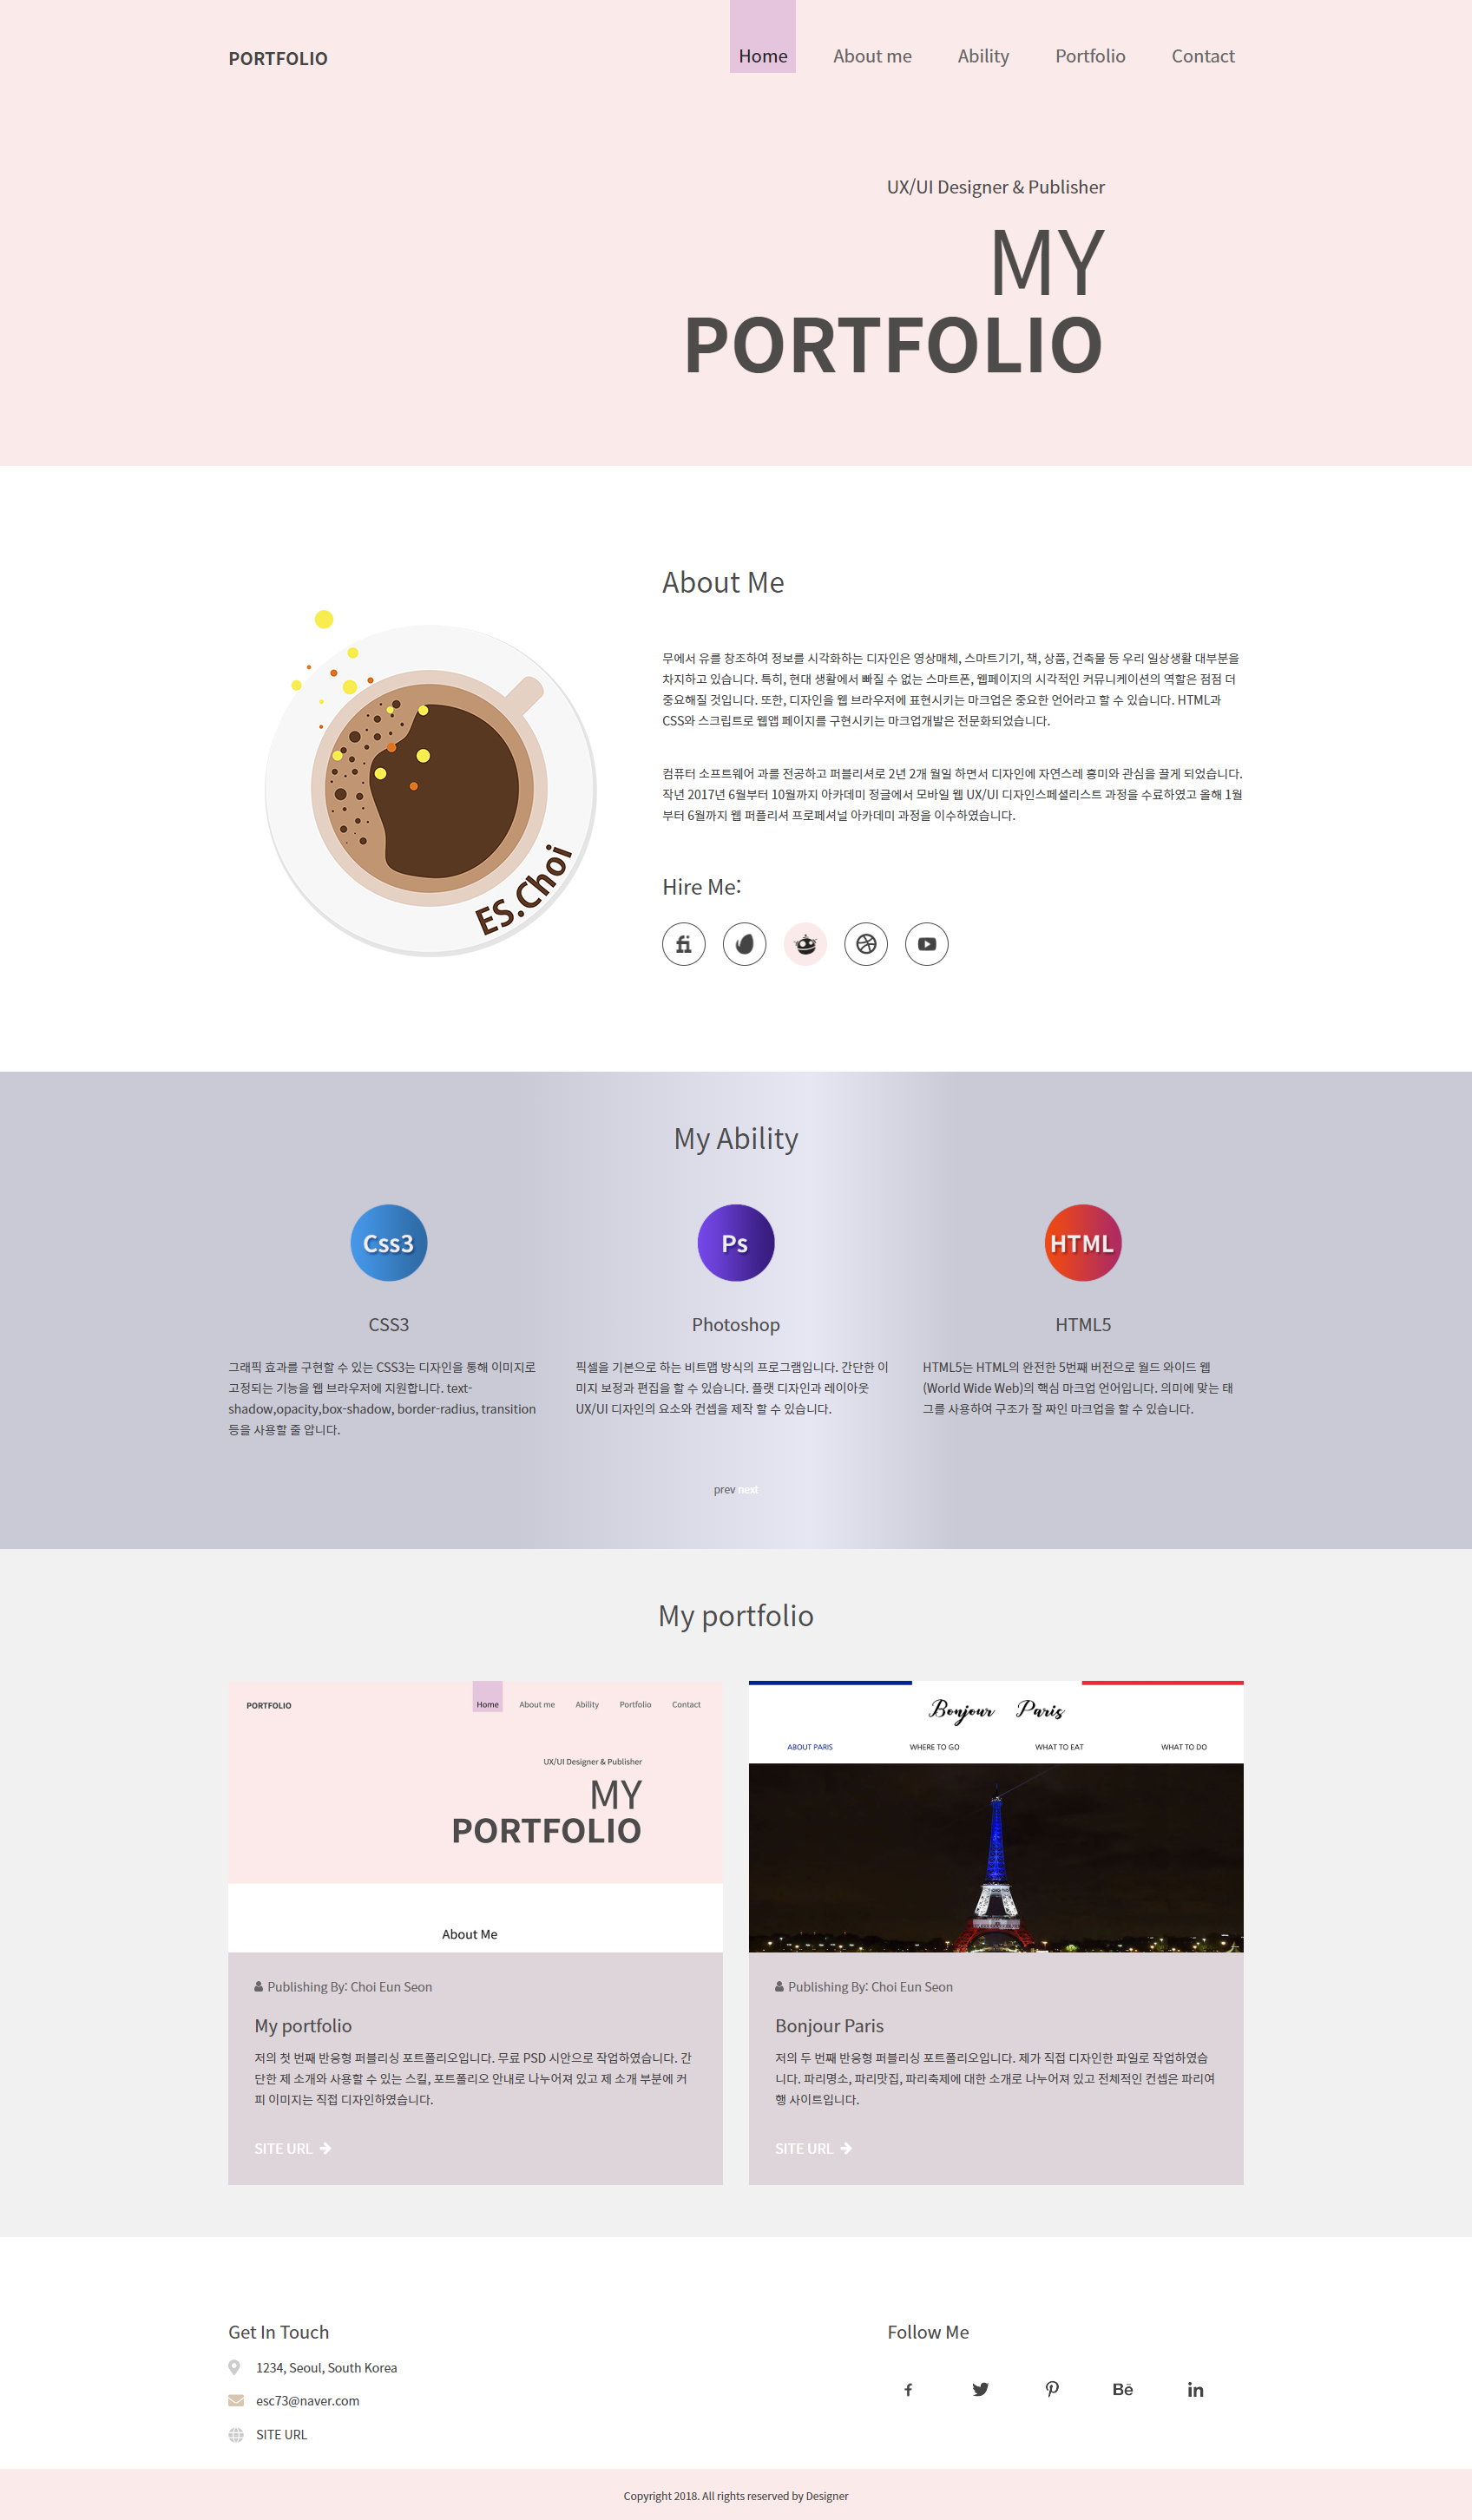 PORTFOLIO
Home About me Ability Portfolio Contact
UX/UI Designer & Publisher
MY
PORTFOLIO
About Me
무에서 유를 창조하여 정보를 시각화하는 디자인은 영상매체, 스마트기기, 책, 상품, 건축물 등 우리 일상생활 대부분을
차지하고 있습니다. 특히, 현대 생활에서 빠질 수 없는 스마트폰, 웹페이지의 시각적인 커뮤니케이션의 역할은 점점 더
중요해질 것입니다. 또한, 디자인을 웹 브라우저에 표현시키는 마크업은 중요한 언어라고 할 수 있습니다. HTML과
CSS와 스크립트로 웹앱 페이지를 구현시키는 마크업개발은 전문화되었습니다.
컴퓨터 소프트웨어 과를 전공하고 퍼블리셔로 2년 2개 월일 하면서 디자인에 자연스레 흥미와 관심을 끌게 되었습니다.
작년 2017년 6월부터 10월까지 아카데미 정글에서 모바일 웹 UX/UI 디자인스페셜리스트 과정을 수료하였고 올해 1월
부터 6월까지 웹 퍼플리셔 프로페셔널 아카데미 과정을 이수하였습니다.
ES.Choi
Hire Me:
My Ability
Css3
Ps
HTML
CSS3
그래픽 효과를 구현할 수 있는 CSS3는 디자인을 통해 이미지로
고정되는 기능을 웹 브라우저에 지원합니다. text-
shadow,opacity,box-shadow, border-radius, transition
등을 사용할 줄 압니다.
Photoshop
픽셀을 기본으로 하는 비트맵 방식의 프로그램입니다. 간단한 이
미지 보정과 편집을 할 수 있습니다. 플랫 디자인과 레이아웃
UX/UI 디자인의 요소와 컨셉을 제작 할 수 있습니다.
HTML5
HTML5는 HTML의 완전한 5번째 버전으로 월드 와이드 웹
(World Wide Web)의 핵심 마크업 언어입니다. 의미에 맞는 태
그를 사용하여 구조가 잘 짜인 마크업을 할 수 있습니다.
prev next
My portfolio
PORTFOLIO
Home About me Ability Portfolio Contact
UX/UI Designer & Publisher
MY
PORTFOLIO
About Me
Publishing By: Choi Eun Seon
My portfolio
저의 첫 번째 반응형 퍼블리싱 포트폴리오입니다. 무료 PSD 시안으로 작업하였습니다. 간
단한 제 소개와 사용할 수 있는 스킬, 포트폴리오 안내로 나누어져 있고 제 소개 부분에 커
피 이미지는 직접 디자인하였습니다.
SITE URL
Bonjour Paris
ABOUT PARIS WHERE TO GO WHAT TO EAT WHAT TO DO
Publishing By: Choi Eun Seon
Bonjour Paris
저의 두 번째 반응형 퍼블리싱 포트폴리오입니다. 제가 직접 디자인한 파일로 작업하였습
니다. 파리명소, 파리맛집, 파리축제에 대한 소개로 나누어져 있고 전체적인 컨셉은 파리여
행 사이트입니다.
SITE URL
Get In Touch
1234, Seoul, South Korea
esc73@naver.com
SITE URL
Follow Me
Copyright 2018. All rights reserved by Designer